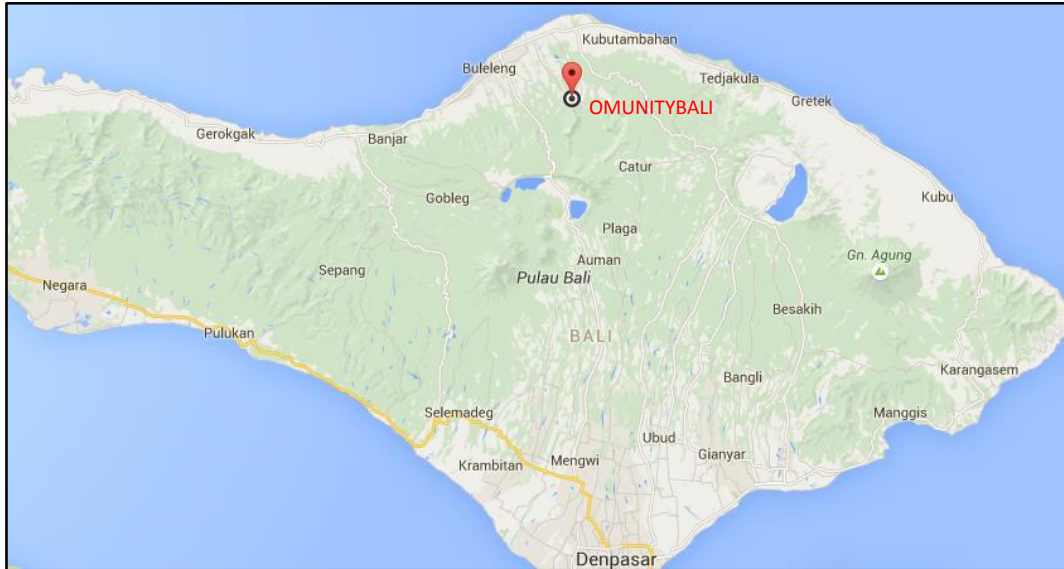 Kubutambahan
Buleleng
Tedjakula
OMUNITYBALI
Gretek
Gerokgak
Banjar
Catur
Gobleg
Kubu
Plaga
Auman
Gn. Agung
Sepang
Pulau Bali
Negara
Besakih
Pulukan
BALI
Karangasem
Bangli
Selemadeg
Manggis
Ubud
Gianyar
Krambitan
Mengwi
Denpasar